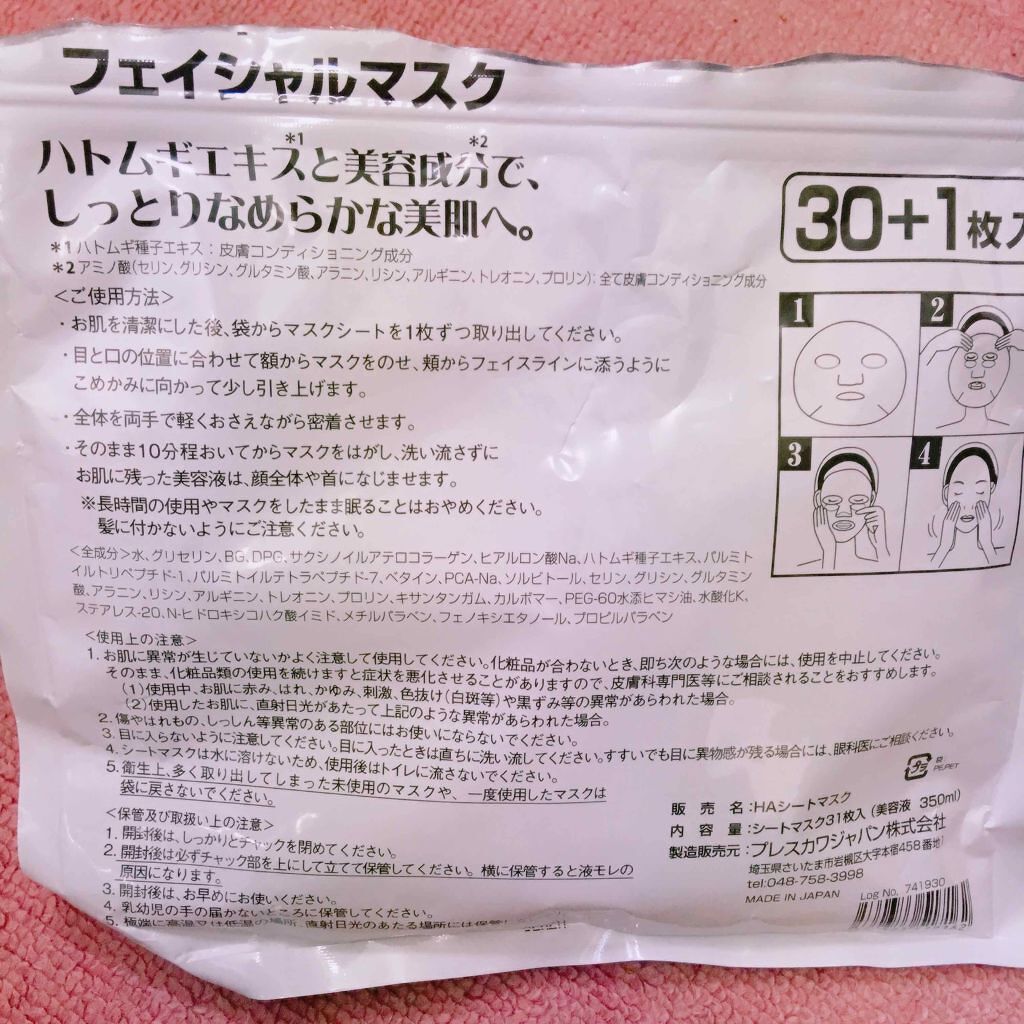 フェイシャルマスク
ハトムギエキス*1と美容成分*2で、
しっとりなめらかな美肌へ。
*1 ハトムギ種子エキス：皮膚コンディショニング成分
*2 アミノ酸(セリン、グリシン、グルタミン酸、アラニン、リシン、アルギニン、トレオニン、プロリン)：全て皮膚コンディショニング成分
30+1枚入
<ご使用方法>
・お肌を清潔にした後、袋からマスクシートを1枚ずつ取り出してください。
・目と口の位置に合わせて額からマスクをのせ、頬からフェイスラインに添うように
こめかみに向かって少し引き上げます。
・全体を両手で軽くおさえながら密着させます。
・そのまま10分程おいてからマスクをはがし、洗い流さずに
お肌に残った美容液は、顔全体や首になじませます。
※長時間の使用やマスクをしたまま眠ることはおやめください。
髪に付かないようにご注意ください。
1
2
3
4
<全成分>水、グリセリン、BG、DPG、サクシノイルアテロコラーゲン、ヒアルロン酸Na、ハトムギ種子エキス、パルミト
イルトリペプチド-1、パルミトイルテトラペプチド-7、ベタイン、PCA-Na、ソルビトール、セリン、グリシン、グルタミン
酸、アラニン、リシン、アルギニン、トレオニン、プロリン、キサンタンガム、カルボマー、PEG-60水添ヒマシ油、水酸化K、
ステアレス-20、N-ヒドロキシコハク酸イミド、メチルパラベン、フェノキシエタノール、プロピルパラベン
<使用上の注意>
1. お肌に異常が生じていないかよく注意して使用してください。化粧品が合わないとき、即ち次のような場合には、使用を中止してください。
そのまま、化粧品類の使用を続けますと症状を悪化させることがありますので、皮膚科専門医等にご相談されることをおすすめします。
(1)使用中、お肌に赤み、はれ、かゆみ、刺激、色抜け(白斑等)や黒ずみ等の異常があらわれた場合。
(2)使用したお肌に、直射日光があたって上記のような異常があらわれた場合。
2. 傷やはれもの、しっしん等異常のある部位にはお使いにならないでください。
3. 目に入らないように注意してください。目に入ったときは直ちに洗い流してください。すすいでも目に異物感が残る場合には、眼科医にご相談ください。
4. シートマスクは水に溶けないため、使用後はトイレに流さないでください。
5. 衛生上、多く取り出してしまった未使用のマスクや、一度使用したマスクは
袋に戻さないでください。
プラ
袋
PE,PET
<保管及び取扱い上の注意>
1. 開封後は、しっかりとチャックを閉めてください。
2. 開封後は必ずチャック部を上にして立てて保管してください。横に保管すると液モレの
原因になります。
3. 開封後は、お早めにお使いください。
4. 乳幼児の手の届かないところに保管してください。
5. 極端に高温又は低温の場所、直射日光のあたる場所には保管し
販売名：HAシートマスク
内容量：シートマスク31枚入(美容液 350ml)
製造販売元：プレスカワジャパン株式会社
埼玉県さいたま市岩槻区大字本宿458番地1
tel:048-758-3998
MADE IN JAPAN
Log No. 741930